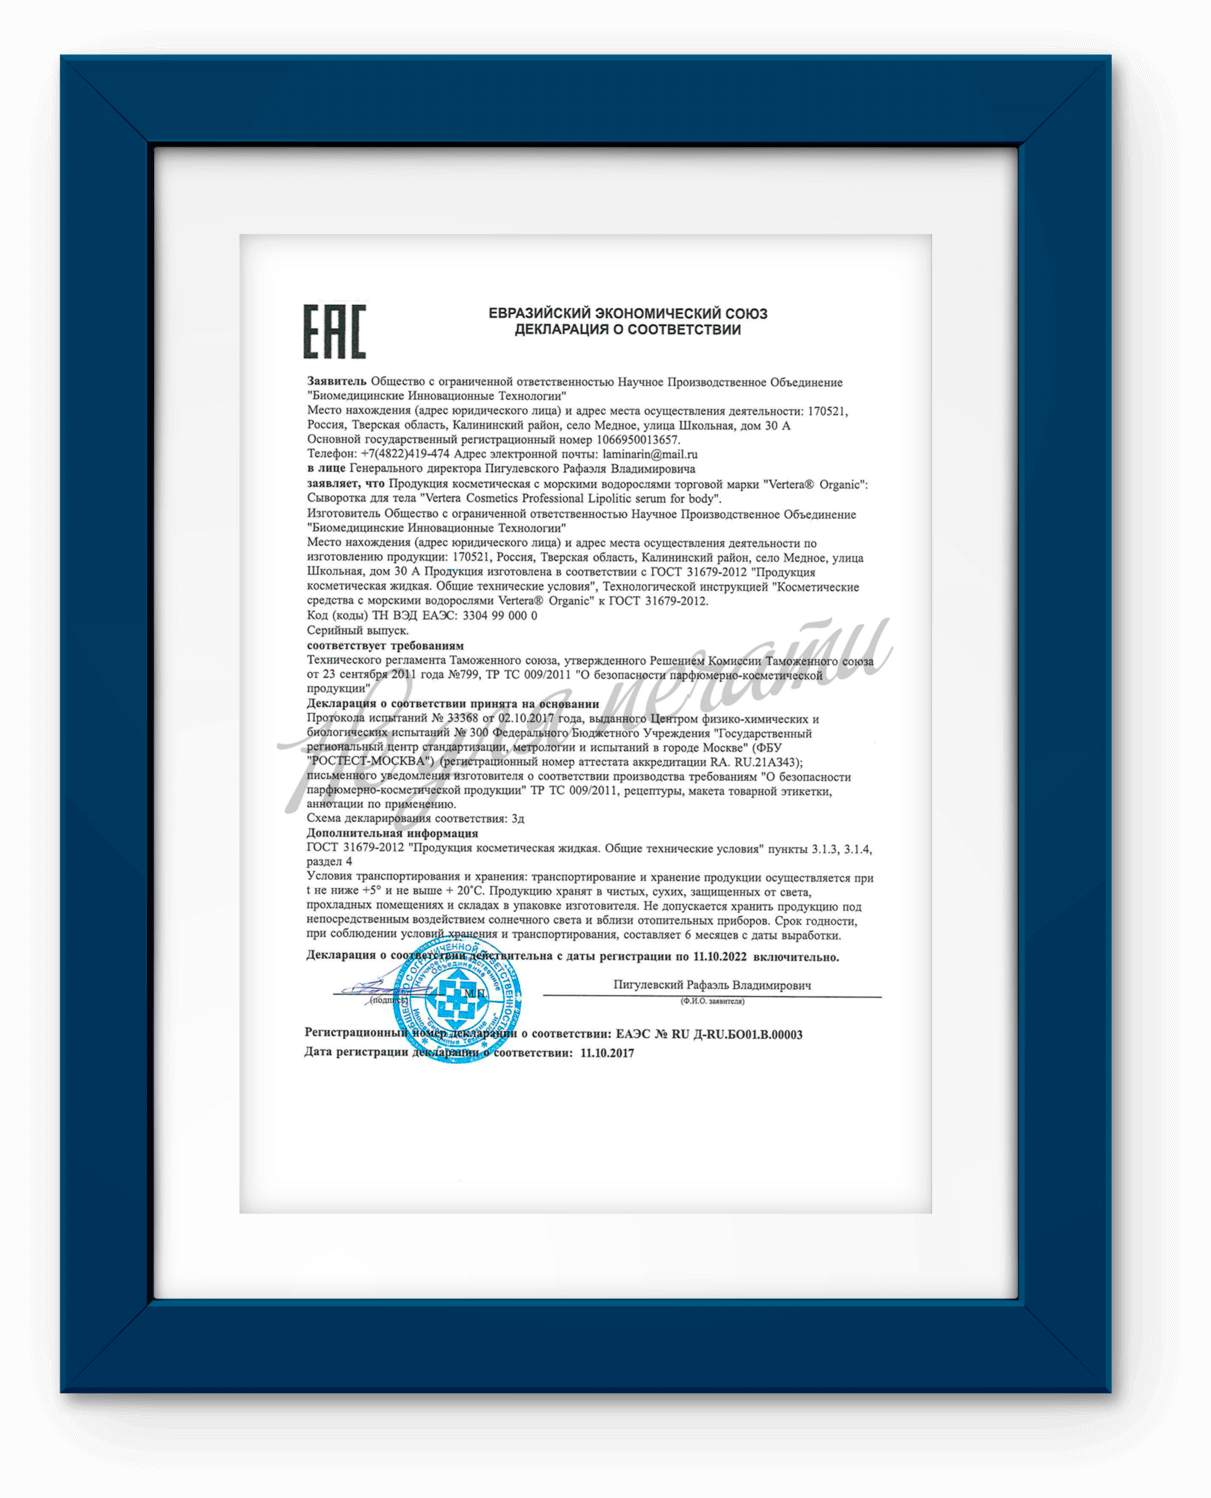 EAC
ЕВРАЗИЙСКИЙ ЭКОНОМИЧЕСКИЙ СОЮЗ
ДЕКЛАРАЦИЯ О СООТВЕТСТВИИ
Заявитель Общество с ограниченной ответственностью Научное Производственное Объединение
"Биомедицинские Инновационные Технологии"
Место нахождения (адрес юридического лица) и адрес места осуществления деятельности: 170521,
Россия, Тверская область, Калининский район, село Медное, улица Школьная, дом 30 А
Основной государственный регистрационный номер 1066950013657.
Телефон: +7(4822)419-474 Адрес электронной почты: laminarin@mail.ru
в лице Генерального директора Пигулевского Рафаэля Владимировича
заявляет, что Продукция косметическая с морскими водорослями торговой марки "Vertera® Organic":
Сыворотка для тела "Vertera Cosmetics Professional Lipolitic serum for body".
Изготовитель Общество с ограниченной ответственностью Научное Производственное Объединение
"Биомедицинские Инновационные Технологии"
Место нахождения (адрес юридического лица) и адрес места осуществления деятельности по
изготовлению продукции: 170521, Россия, Тверская область, Калининский район, село Медное, улица
Школьная, дом 30 А Продукция изготовлена в соответствии с ГОСТ 31679-2012 "Продукция
косметическая жидкая. Общие технические условия", Технологической инструкцией "Косметические
средства с морскими водорослями Vertera® Organic" к ГОСТ 31679-2012.
Код (коды) ТН ВЭД ЕАЭС: 3304 99 000 0
Серийный выпуск.
соответствует требованиям
Технического регламента Таможенного союза, утвержденного Решением Комиссии Таможенного союза
от 23 сентября 2011 года №799, ТР ТС 009/2011 "О безопасности парфюмерно-косметической
продукции"
Не для печати
Декларация о соответствии принята на основании
Протокола испытаний № 33368 от 02.10.2017 года, выданного Центром физико-химических и
биологических испытаний № 300 Федерального Бюджетного Учреждения "Государственный
региональный центр стандартизации, метрологии и испытаний в городе Москве" (ФБУ
"РОСТЕСТ-МОСКВА") (регистрационный номер аттестата аккредитации RA. RU.21АЗ43);
письменного уведомления изготовителя о соответствии производства требованиям "О безопасности
парфюмерно-косметической продукции" ТР ТС 009/2011, рецептуры, макета товарной этикетки,
аннотации по применению.
Схема декларирования соответствия: 3д
Дополнительная информация
ГОСТ 31679-2012 "Продукция косметическая жидкая. Общие технические условия" пункты 3.1.3, 3.1.4,
раздел 4
Условия транспортирования и хранения: транспортирование и хранение продукции осуществляется при
t не ниже +5° и не выше + 20˚С. Продукцию хранят в чистых, сухих, защищенных от света,
прохладных помещениях и складах в упаковке изготовителя. Не допускается хранить продукцию под
непосредственным воздействием солнечного света и вблизи отопительных приборов. Срок годности,
при соблюдении условий хранения и транспортирования, составляет 6 месяцев с даты выработки.
Декларация о соответствии действительна с даты регистрации по 11.10.2022 включительно.
Пигулевский Рафаэль Владимирович
(подпись)
М.П.
(Ф.И.О. заявителя)
ОБЩЕСТВО С ОГРАНИЧЕННОЙ ОТВЕТСТВЕННОСТЬЮ
Научное Производственное
Объединение
"Биомедицинские
Инновационные Технологии"
Регистрационный номер декларации о соответствии: ЕАЭС № RU Д-RU.БО01.В.00003
Дата регистрации декларации о соответствии: 11.10.2017